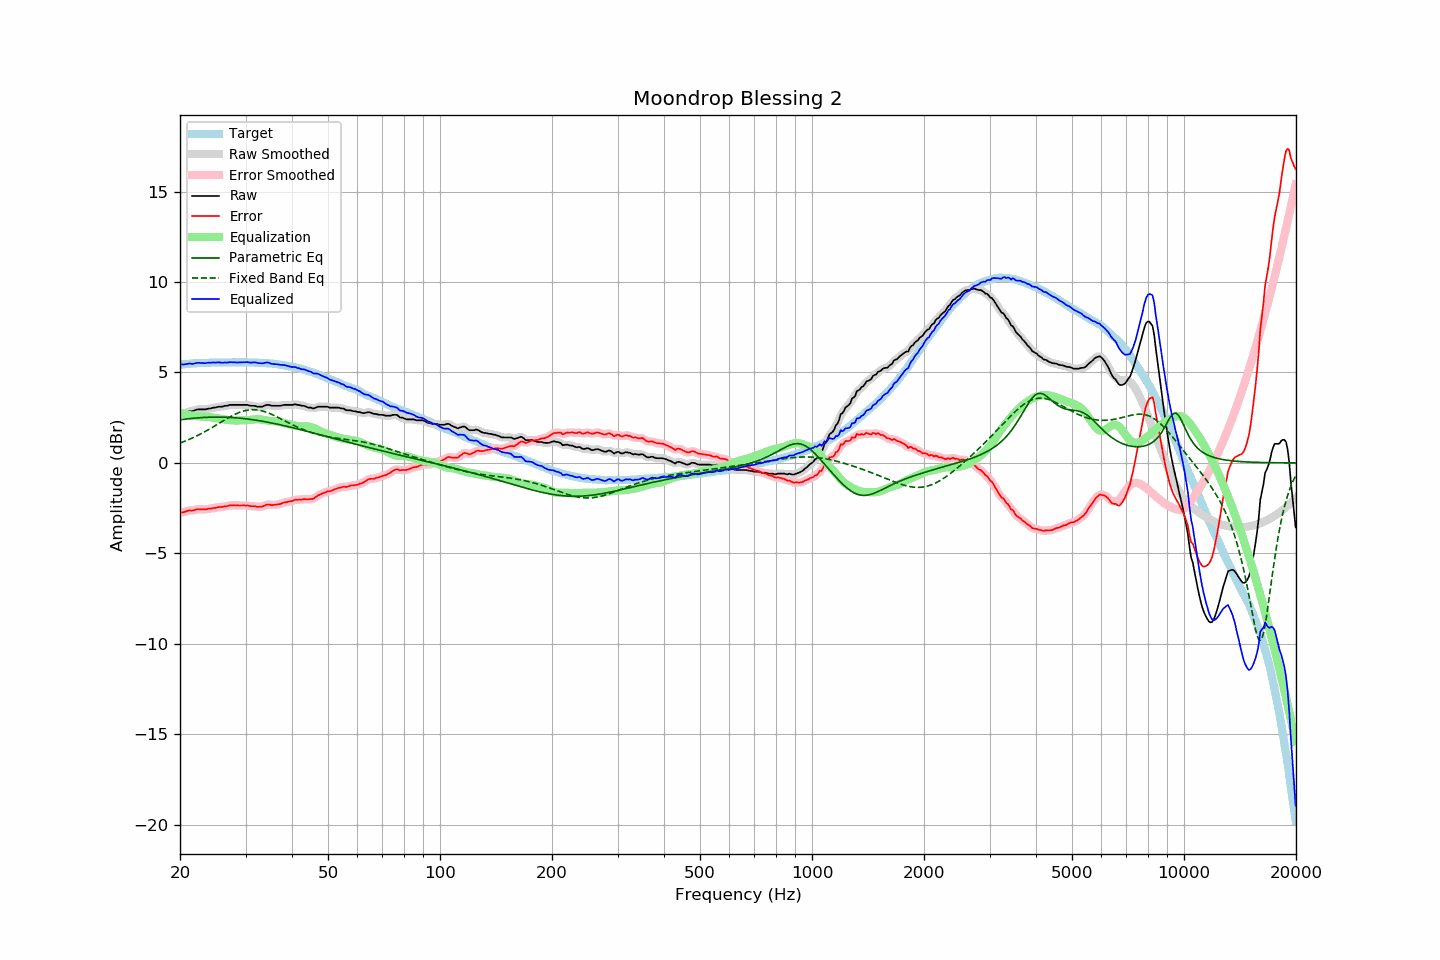 Moondrop Blessing 2
Target
Raw Smoothed
Error Smoothed
Raw
Error
Equalization
Parametric Eq
Fixed Band Eq
Equalized
Amplitude (dBr)
15
10
5
0
−5
−10
−15
−20
20 50 100 200 500 1000 2000 5000 10000 20000
Frequency (Hz)